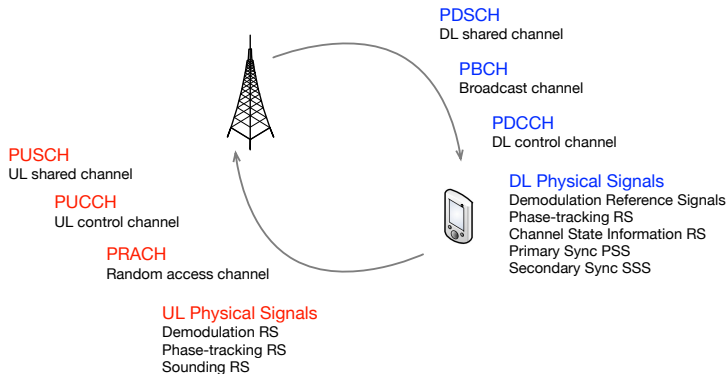 PDSCH
DL shared channel
PBCH
Broadcast channel
PDCCH
DL control channel
PUSCH
UL shared channel
PUCCH
UL control channel
PRACH
Random access channel
DL Physical Signals
Demodulation Reference Signals
Phase-tracking RS
Channel State Information RS
Primary Sync PSS
Secondary Sync SSS
UL Physical Signals
Demodulation RS
Phase-tracking RS
Sounding RS